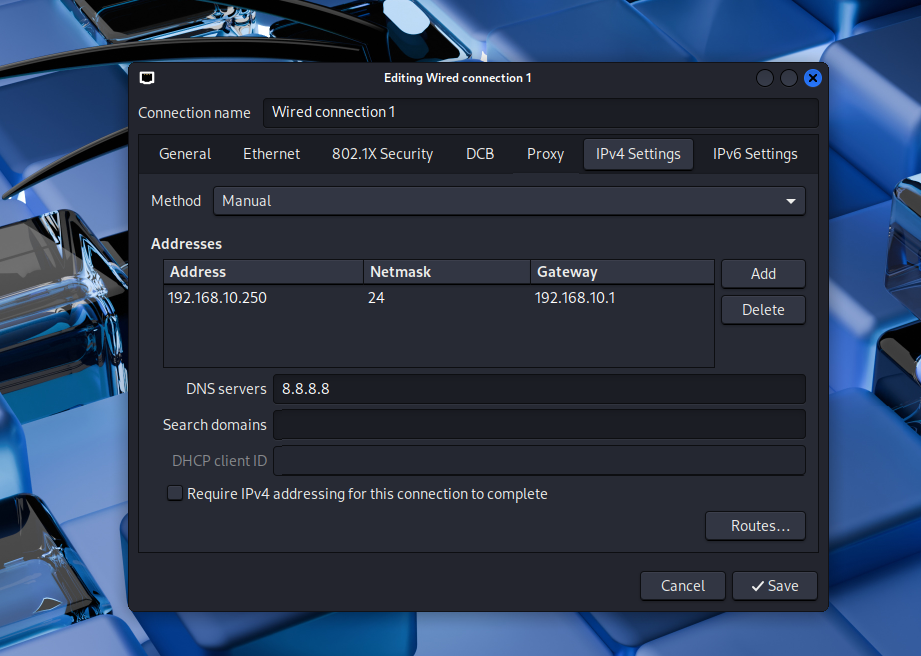 Editing Wired connection 1
Connection name Wired connection 1
General Ethernet 802.1X Security DCB Proxy IPv4 Settings IPv6 Settings
Method Manual
Addresses
Address Netmask Gateway Add
192.168.10.250 24 192.168.10.1
Delete
DNS servers 8.8.8.8
Search domains
DHCP client ID
Require IPv4 addressing for this connection to complete
Routes…
Cancel Save